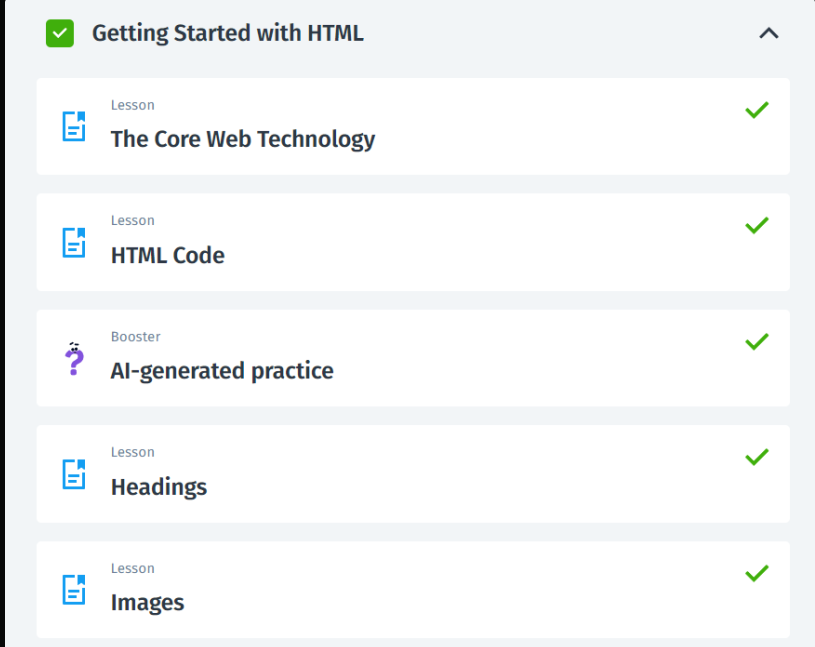 Getting Started with HTML
Lesson
The Core Web Technology
Lesson
HTML Code
Booster
AI-generated practice
Lesson
Headings
Lesson
Images